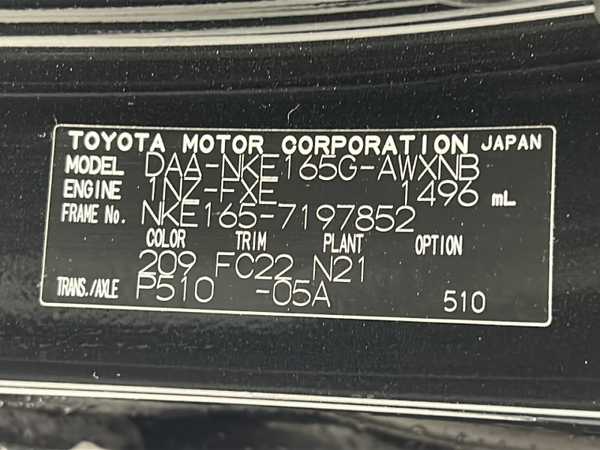 TOYOTA MOTOR CORPORATION JAPAN
MODEL DAA-NKE165G-AWXNB
ENGINE 1NZ-FXE 1496 mL
FRAME No. NKE165-7197852
COLOR TRIM PLANT OPTION
209 FC22 N21
TRANS./AXLE P510 -05A 510